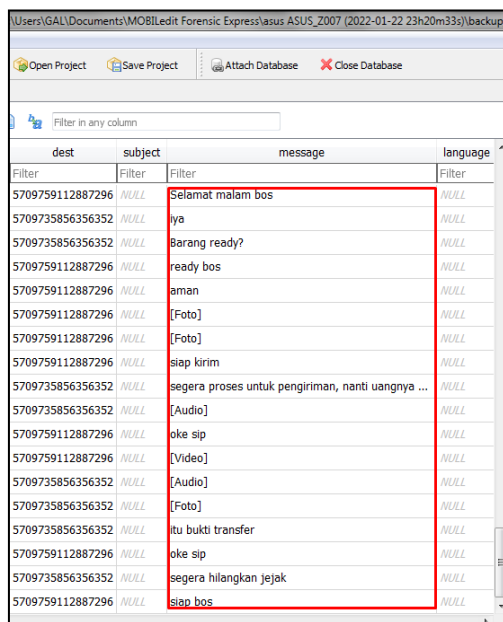 \Users\GAL\Documents\MOBILedit Forensic Express\asus ASUS_Z007 (2022-01-22 23h20m33s)\backup
Open Project Save Project Attach Database Close Database
Filter in any column
dest subject message language
Filter Filter Filter Filter
5709759112887296 NULL Selamat malam bos NULL
5709735856356352 NULL iya NULL
5709735856356352 NULL Barang ready? NULL
5709759112887296 NULL ready bos NULL
5709759112887296 NULL aman NULL
5709759112887296 NULL [Foto] NULL
5709759112887296 NULL [Foto] NULL
5709759112887296 NULL siap kirim NULL
5709735856356352 NULL segera proses untuk pengiriman, nanti uangnya ... NULL
5709735856356352 NULL [Audio] NULL
5709759112887296 NULL oke sip NULL
5709759112887296 NULL [Video] NULL
5709735856356352 NULL [Audio] NULL
5709735856356352 NULL [Foto] NULL
5709735856356352 NULL itu bukti transfer NULL
5709759112887296 NULL oke sip NULL
5709735856356352 NULL segera hilangkan jejak NULL
5709759112887296 NULL siap bos NULL